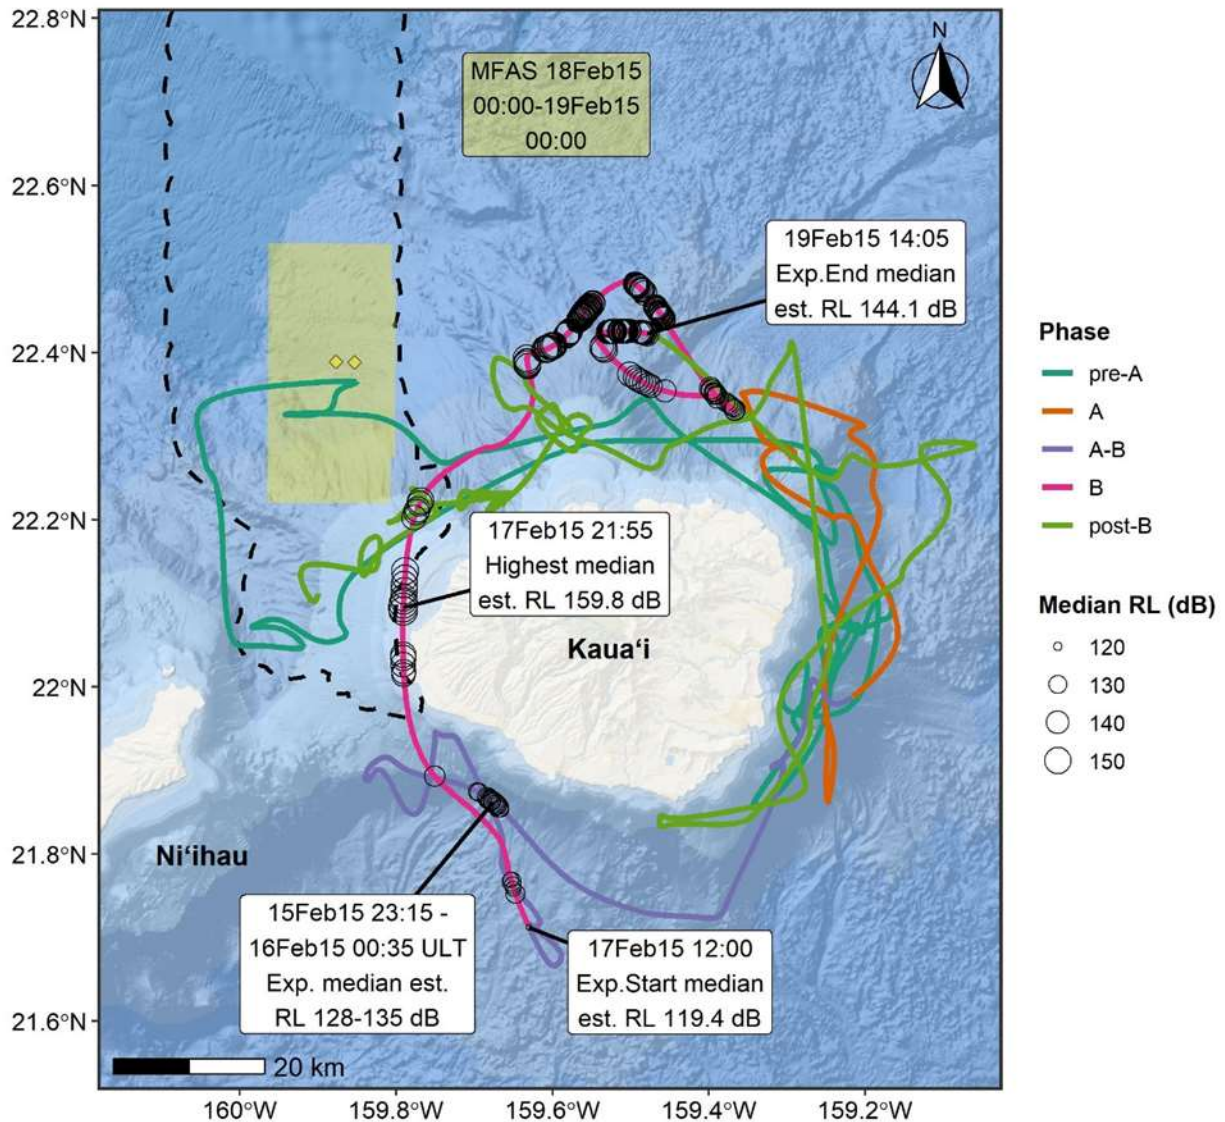 22.8°N
22.6°N
22.4°N
22.2°N
22°N
21.8°N
21.6°N
MFAS 18Feb15
00:00-19Feb15
00:00
N
19Feb15 14:05
Exp.End median
est. RL 144.1 dB
17Feb15 21:55
Highest median
est. RL 159.8 dB
Kauaʻi
Niʻihau
15Feb15 23:15 -
16Feb15 00:35 ULT
Exp. median est.
RL 128-135 dB
17Feb15 12:00
Exp.Start median
est. RL 119.4 dB
20 km
160°W
159.8°W
159.6°W
159.4°W
159.2°W
Phase
pre-A
A
A-B
B
post-B
Median RL (dB)
120
130
140
150